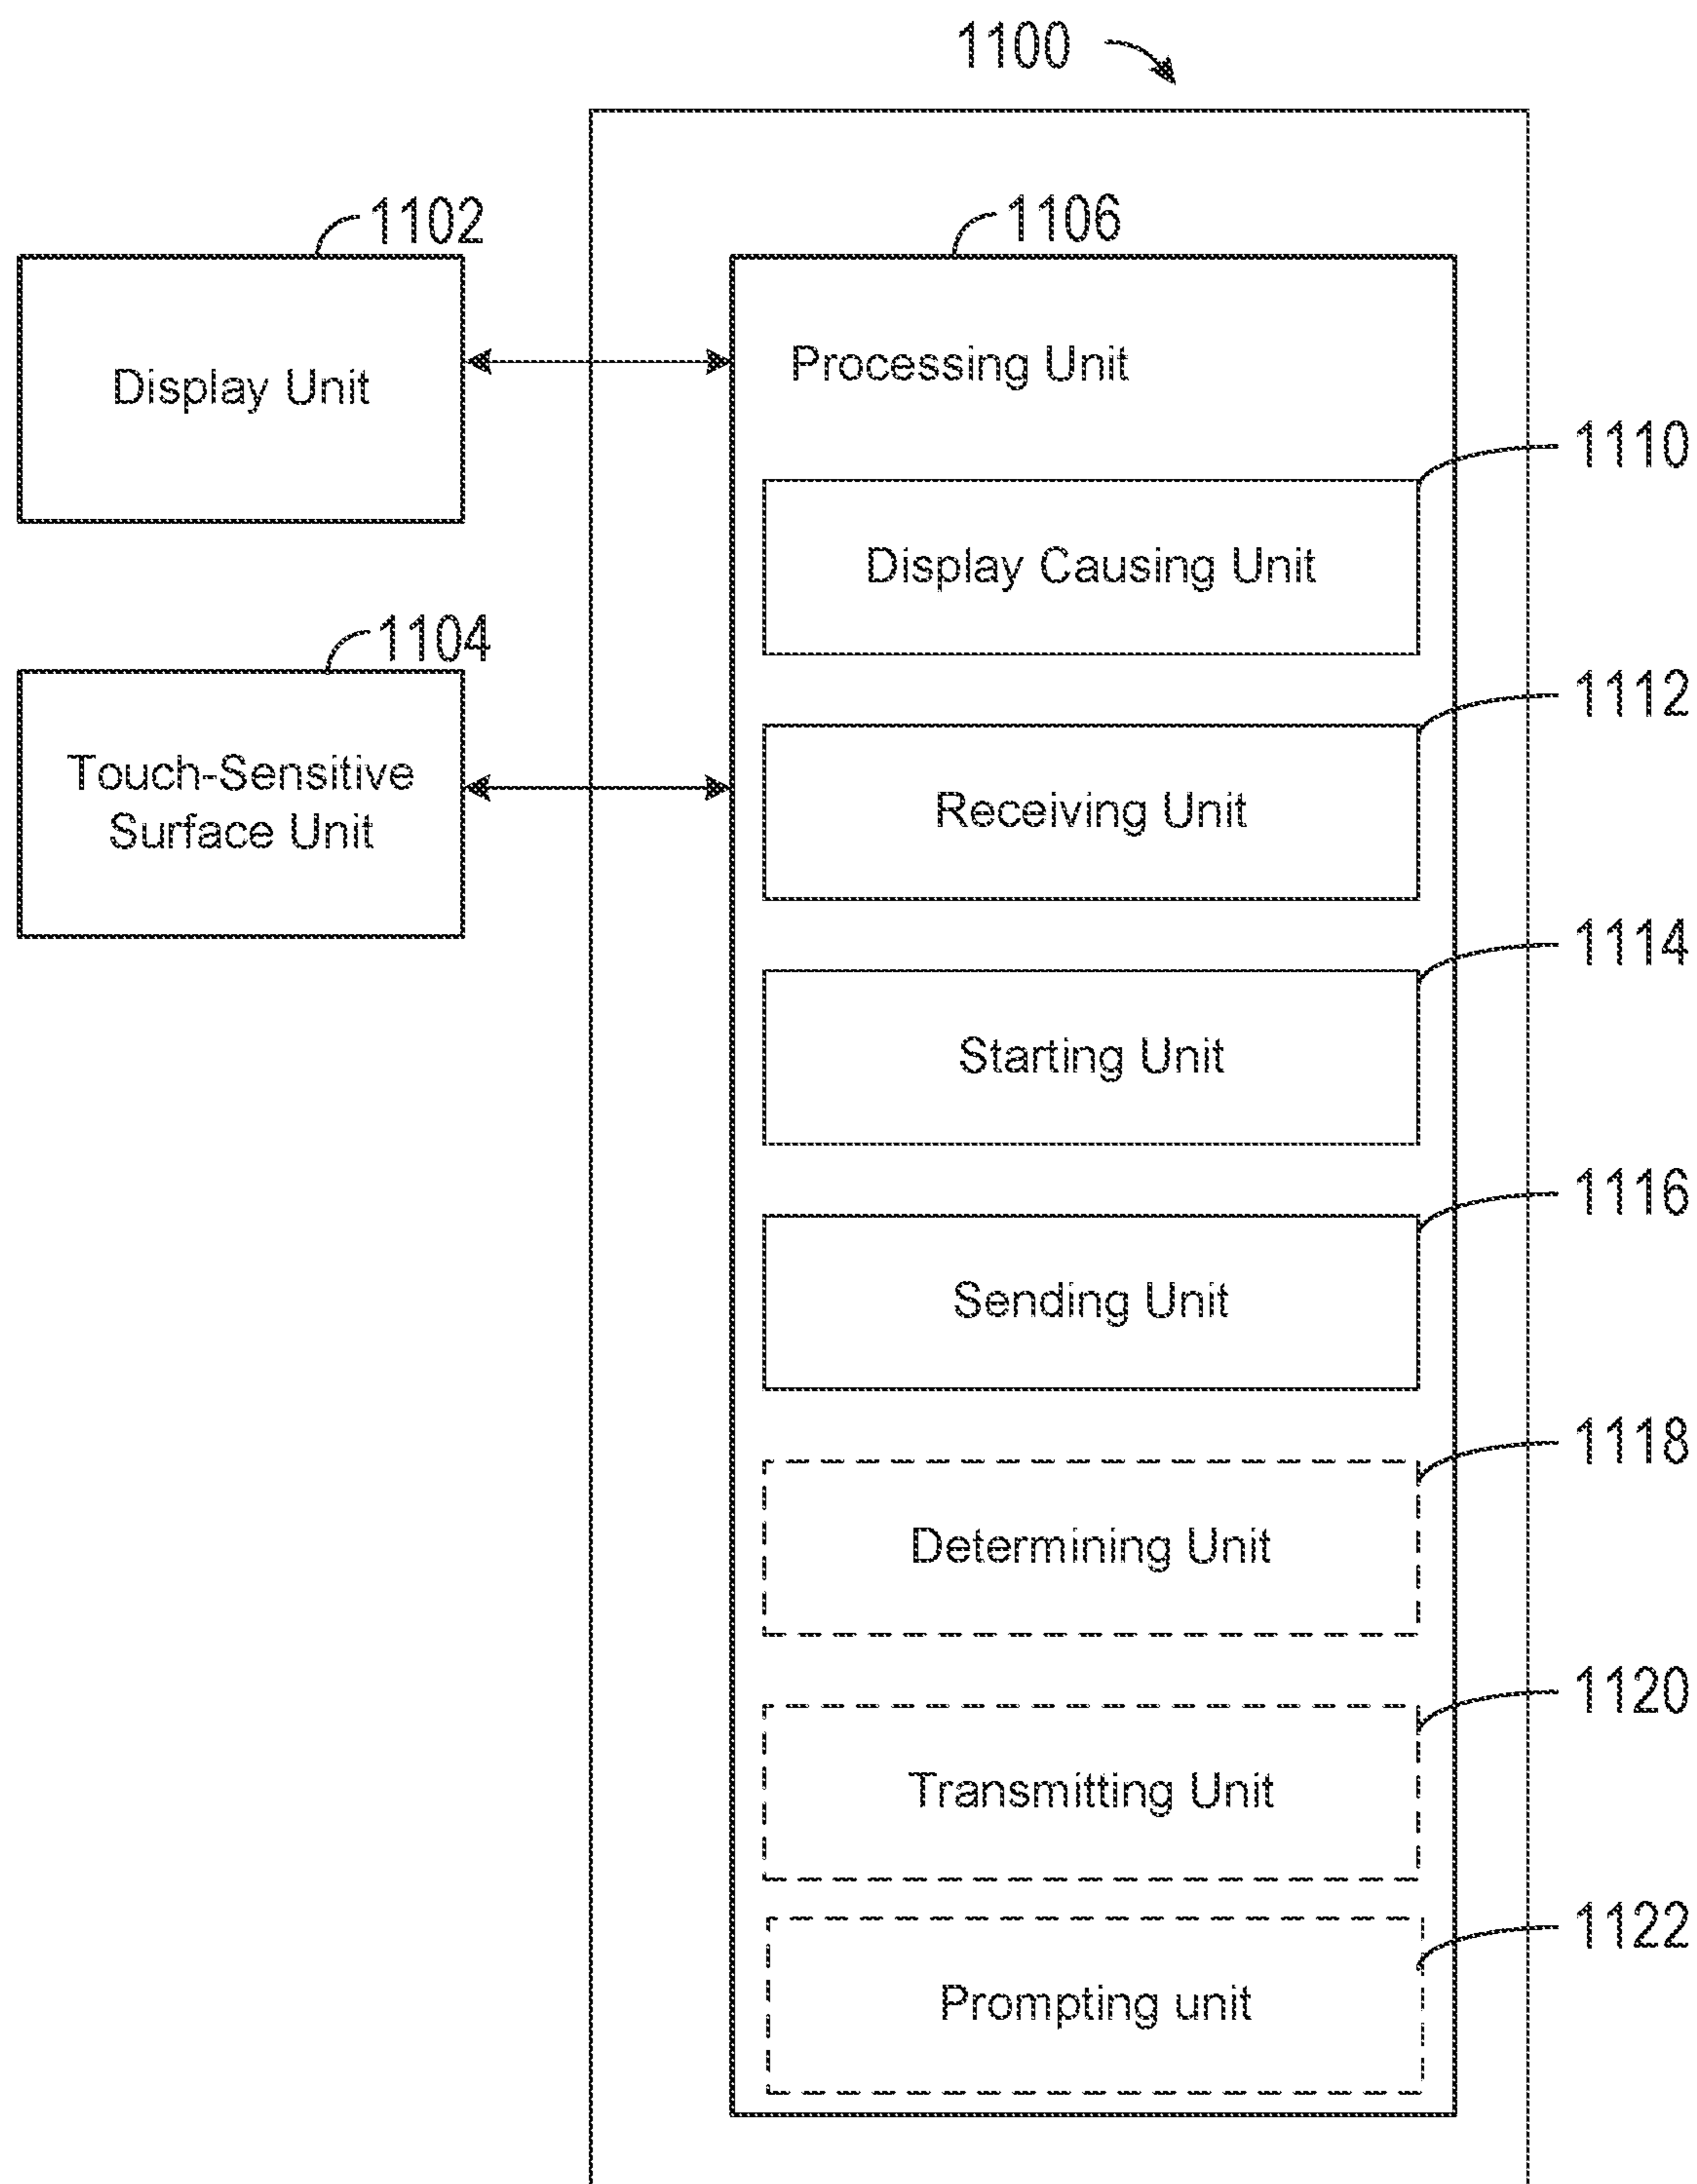 1100
1102
1106
Display Unit
Processing Unit
1110
Display Causing Unit
1104
1112
Touch-Sensitive
Surface Unit
Receiving Unit
1114
Starting Unit
1116
Sending Unit
1118
Determining Unit
1120
Transmitting Unit
1122
Prompting unit